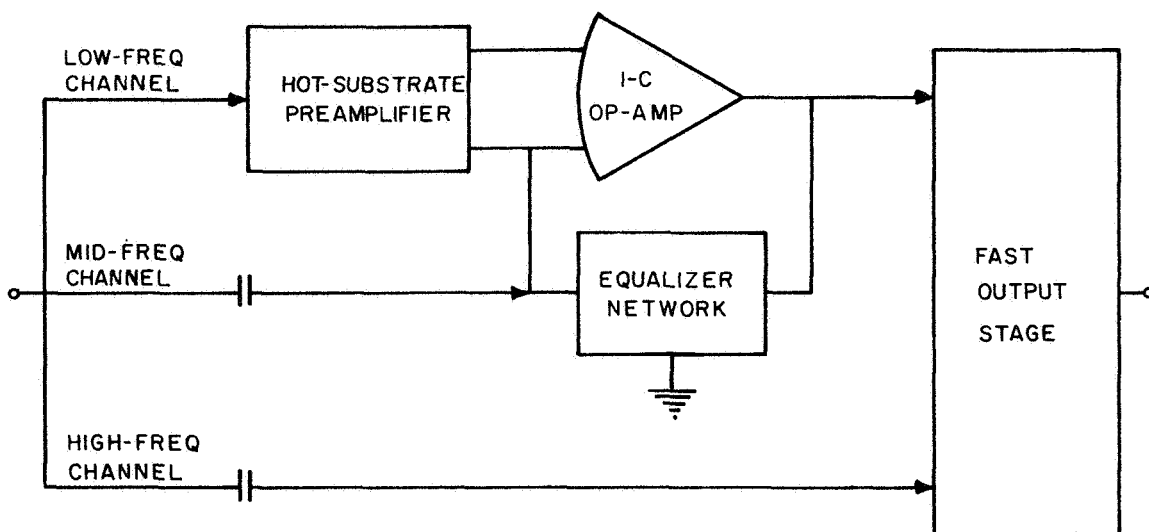 LOW-FREQ
CHANNEL
HOT-SUBSTRATE
PREAMPLIFIER
I-C
OP-AMP
MID-FREQ
CHANNEL
EQUALIZER
NETWORK
FAST
OUTPUT
STAGE
HIGH-FREQ
CHANNEL